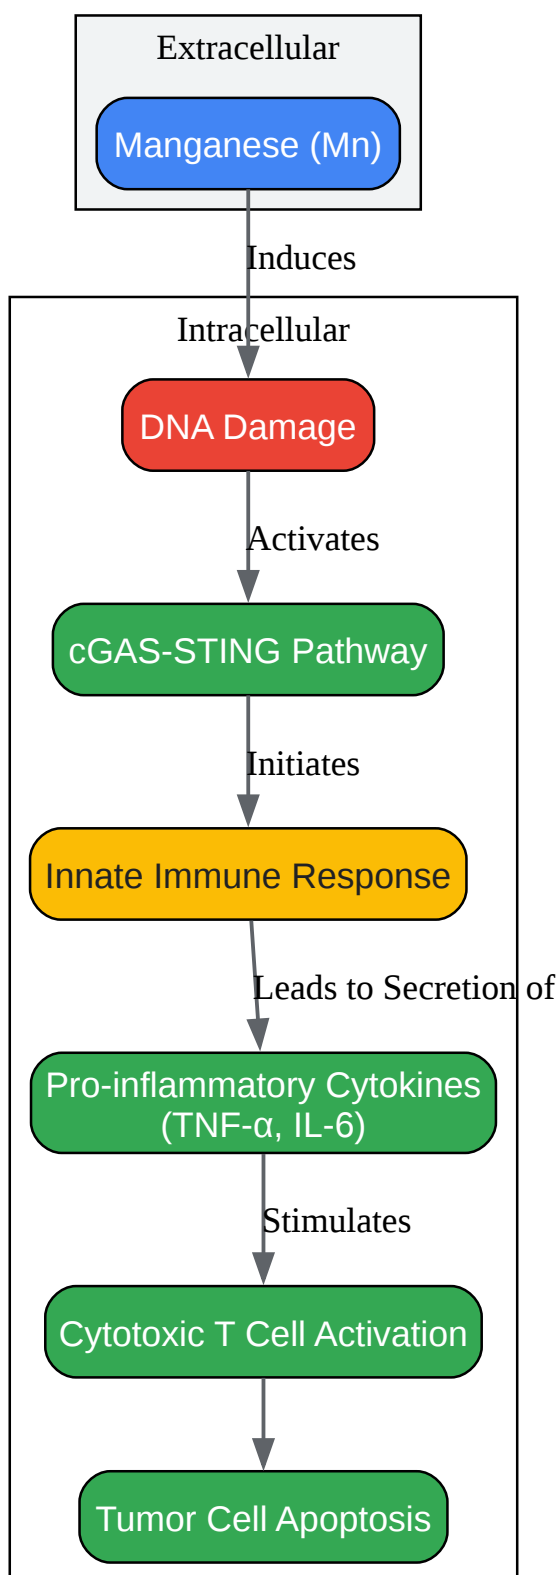 Extracellular
Manganese (Mn)
Induces
Intracellular
DNA Damage
Activates
cGAS-STING Pathway
Initiates
Innate Immune Response
Leads to Secretion of
Pro-inflammatory Cytokines
(TNF-α, IL-6)
Stimulates
Cytotoxic T Cell Activation
Tumor Cell Apoptosis